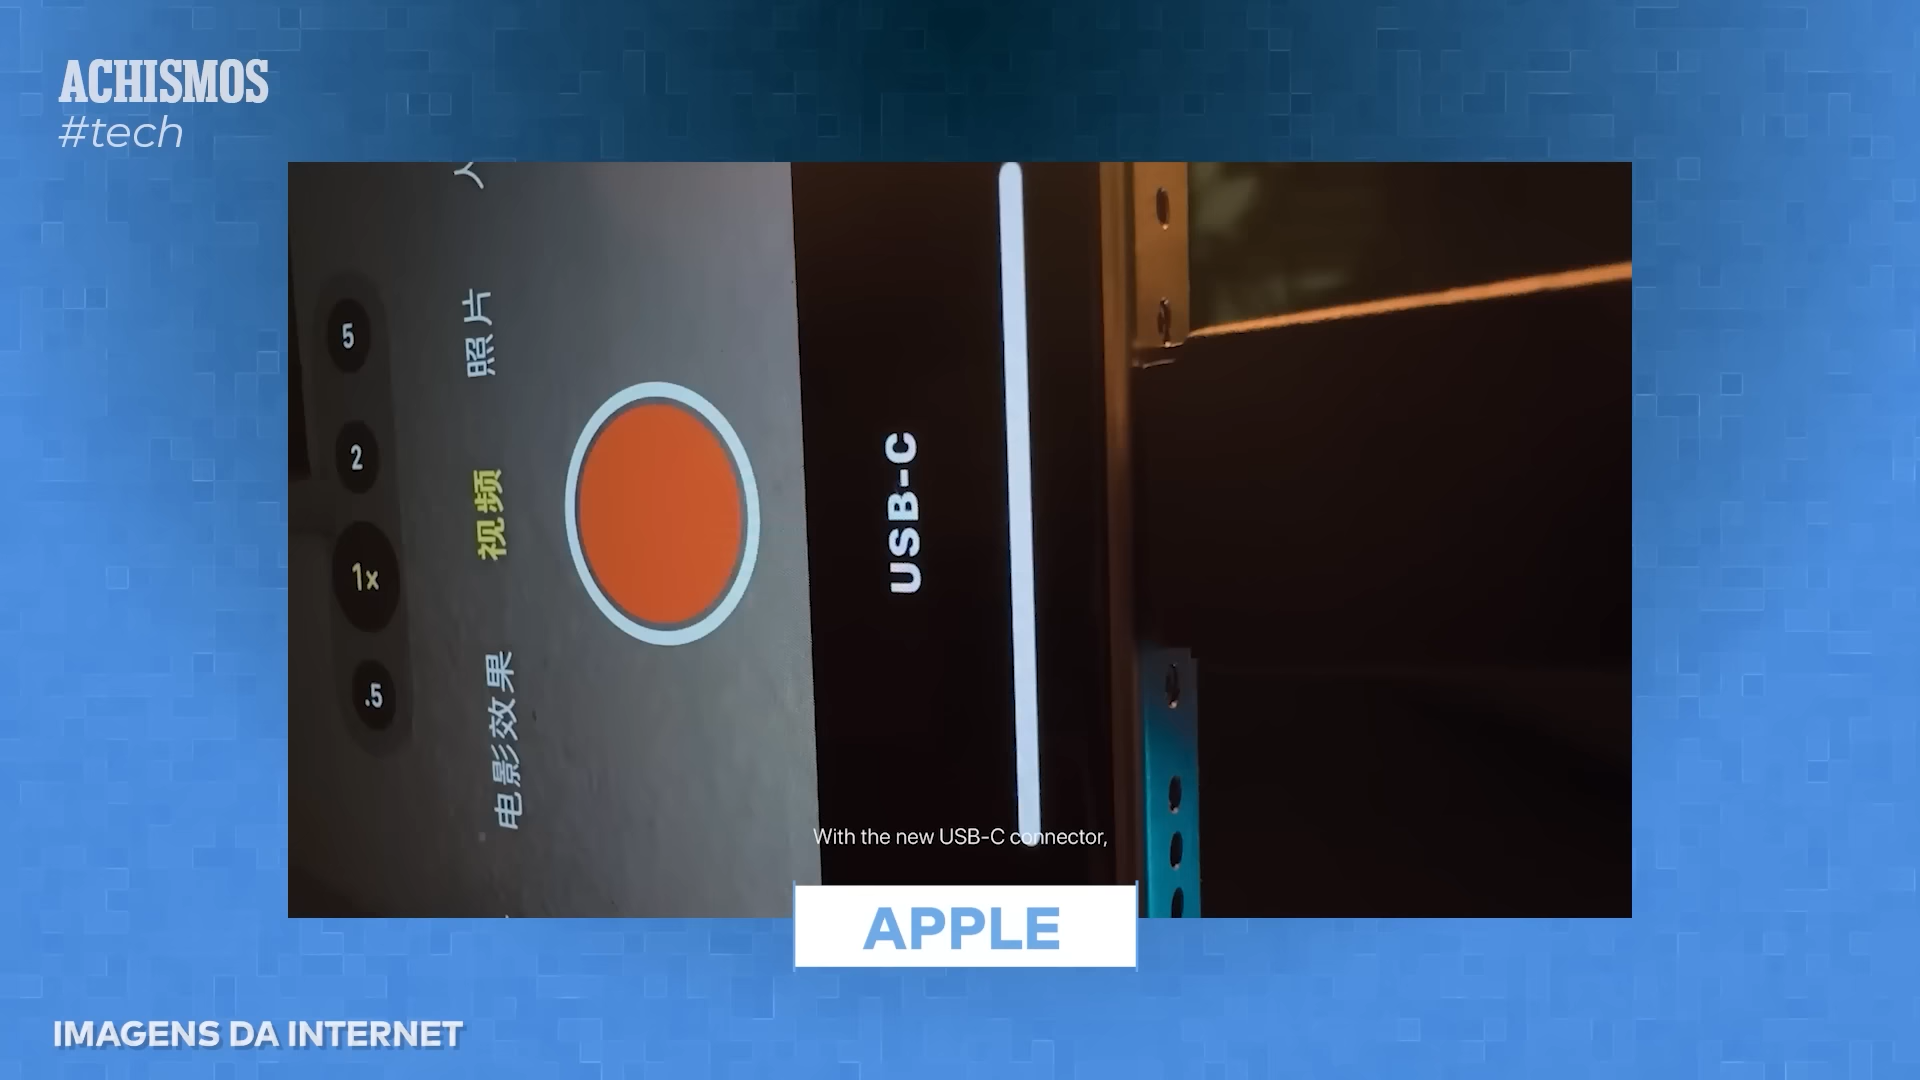 ACHISMOS
#tech
5
2
1x
.5
人
照片
视频
电影效果
USB-C
With the new USB-C connector,
APPLE
IMAGENS DA INTERNET